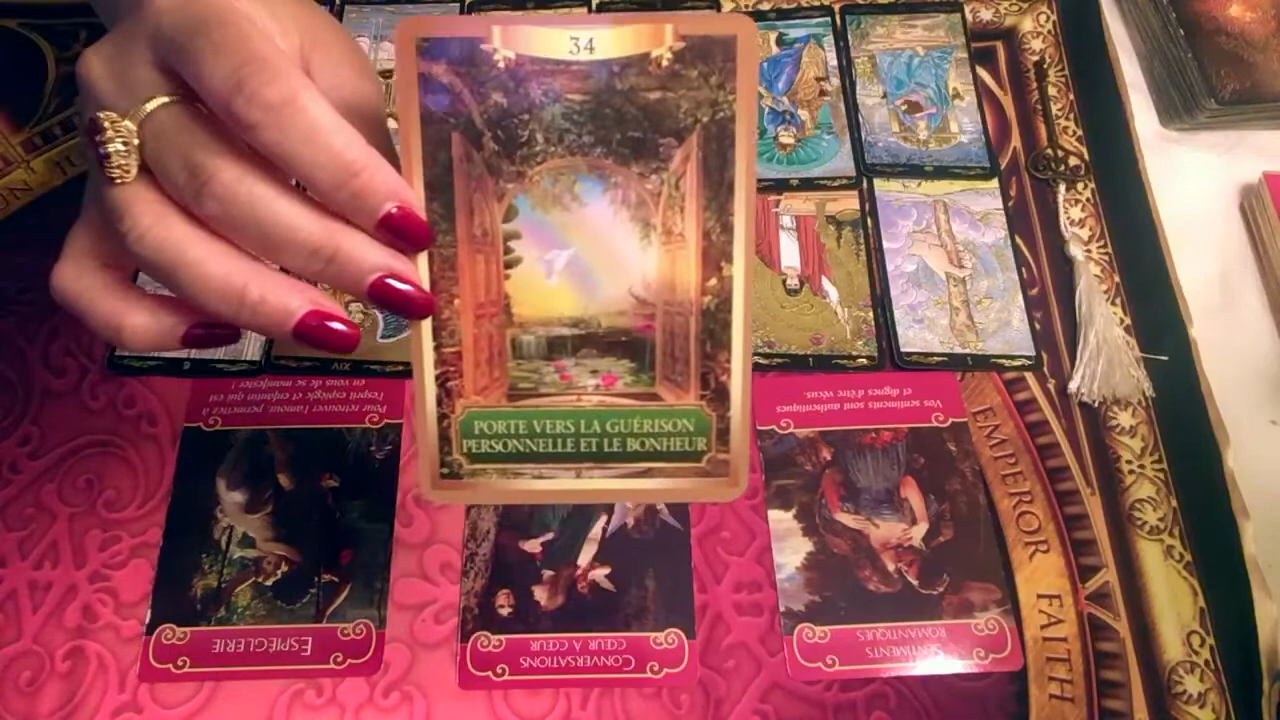 34
PORTE VERS LA GUÉRISON
PERSONNELLE ET LE BONHEUR
6
XIV
I
I
Pour retrouver l'amour, permettez à
l'esprit espiègle et enfantin qui est
en vous de se manifester !
ESPIÈGLERIE
CONVERSATIONS
CŒUR À CŒUR
Vos sentiments sont authentiques
et dignes d'être vécus.
SENTIMENTS
ROMANTIQUES
EMPEROR
FAITH